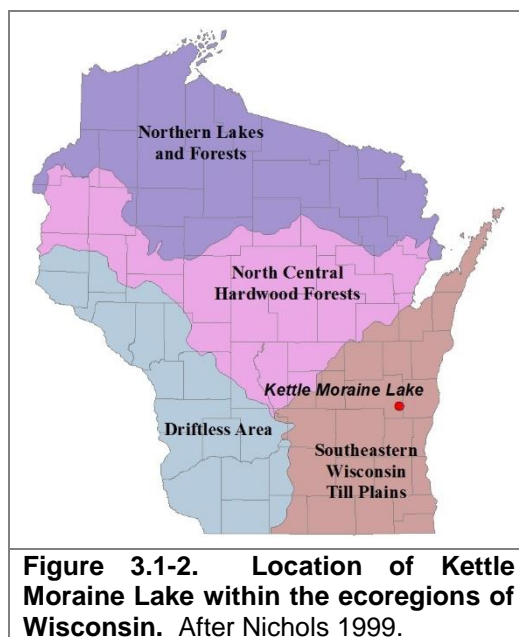 Northern Lakes
and Forests
North Central
Hardwood Forests
Kettle Moraine Lake
Driftless Area
Southeastern
Wisconsin
Till Plains
Figure 3.1-2. Location of Kettle
Moraine Lake within the ecoregions of
Wisconsin. After Nichols 1999.